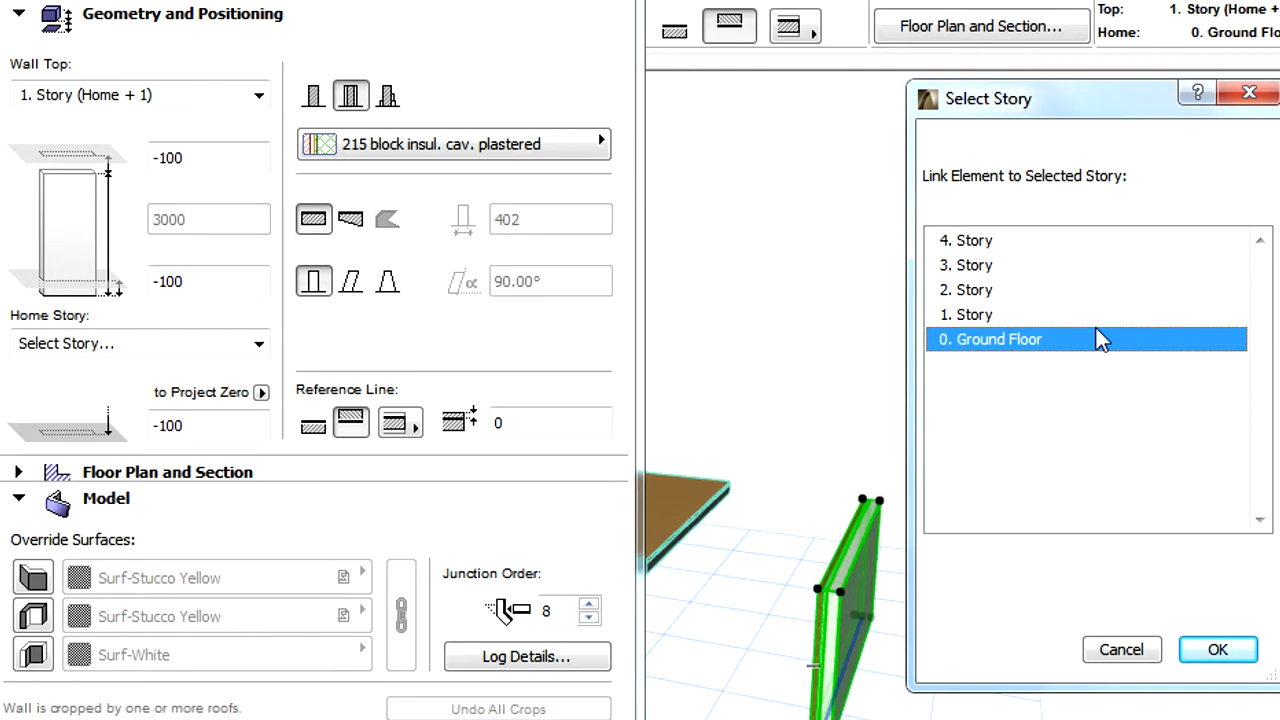 Geometry and Positioning
Wall Top:
1. Story (Home + 1)
-100
3000
-100
Home Story:
Select Story...
to Project Zero
-100
215 block insul. cav. plastered
402
α
90.00°
Reference Line:
0
Floor Plan and Section
Model
Override Surfaces:
Surf-Stucco Yellow
Surf-Stucco Yellow
Surf-White
Junction Order:
8
Log Details...
Wall is cropped by one or more roofs.
Undo All Crops
Floor Plan and Section...
Top: 1. Story (Home +
Home: 0. Ground Flo
Select Story
?
Link Element to Selected Story:
4. Story
3. Story
2. Story
1. Story
0. Ground Floor
Cancel
OK